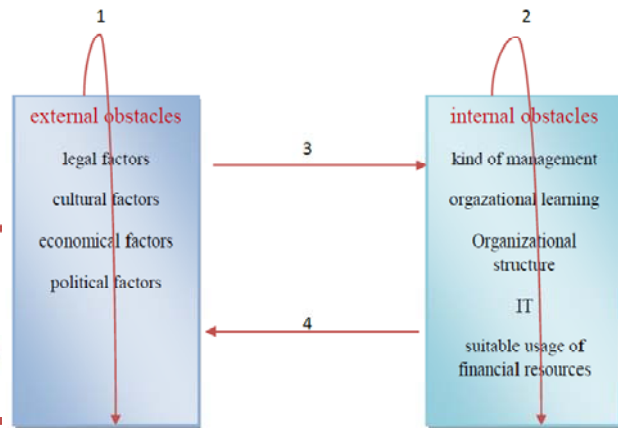 1
2
external obstacles
legal factors
cultural factors
economical factors
political factors
3
4
internal obstacles
kind of management
orgazational learning
Organizational
structure
IT
suitable usage of
financial resources